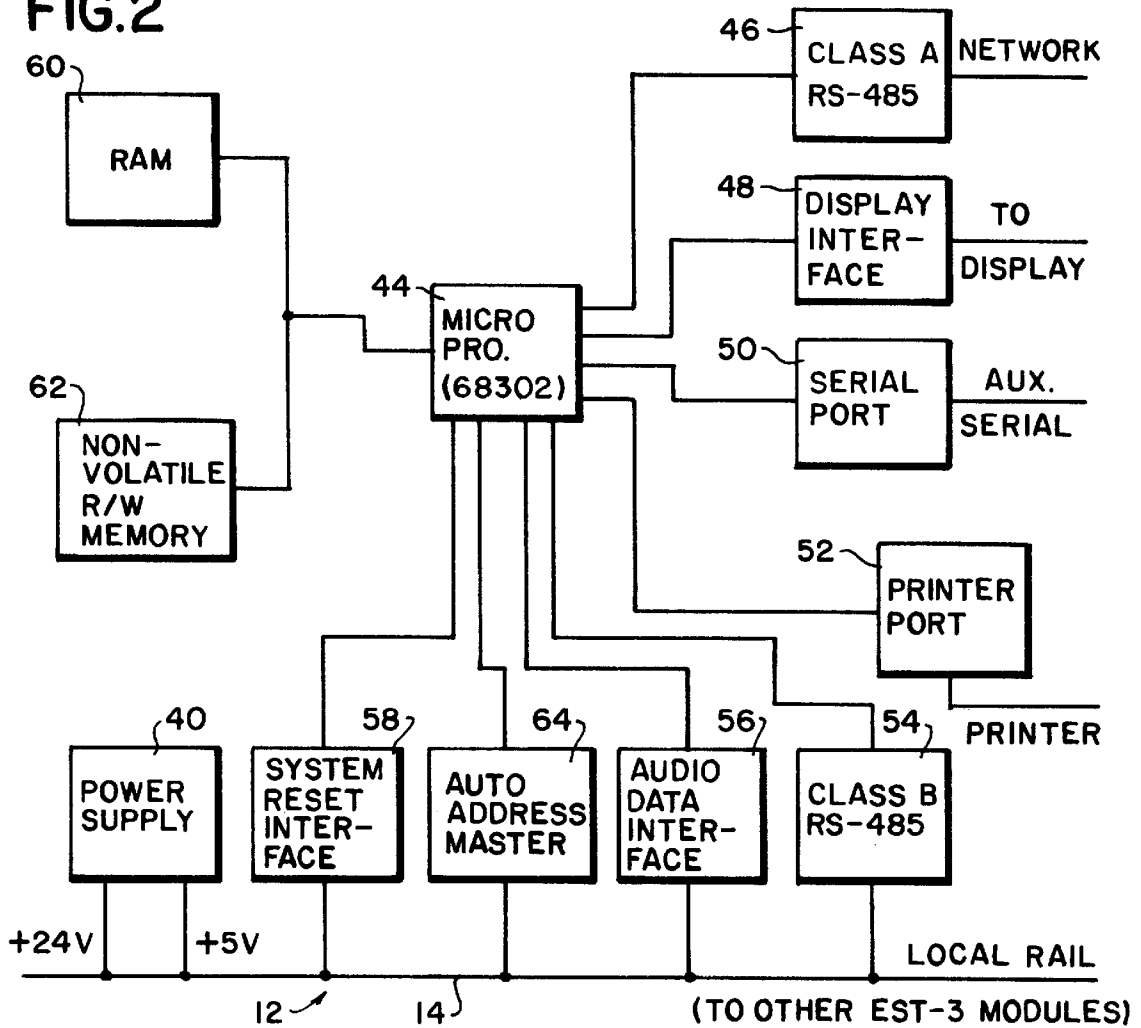 FIG.2
60
RAM
62
NON-
VOLATILE
R/W
MEMORY
44
MICRO
PRO.
(68302)
46
CLASS A
RS-485
NETWORK
48
DISPLAY
INTER-
FACE
TO
DISPLAY
50
SERIAL
PORT
AUX.
SERIAL
52
PRINTER
PORT
PRINTER
40
POWER
SUPPLY
58
SYSTEM
RESET
INTER-
FACE
64
AUTO
ADDRESS
MASTER
56
AUDIO
DATA
INTER-
FACE
54
CLASS B
RS-485
+24V
+5V
LOCAL RAIL
12
14
(TO OTHER EST-3 MODULES)